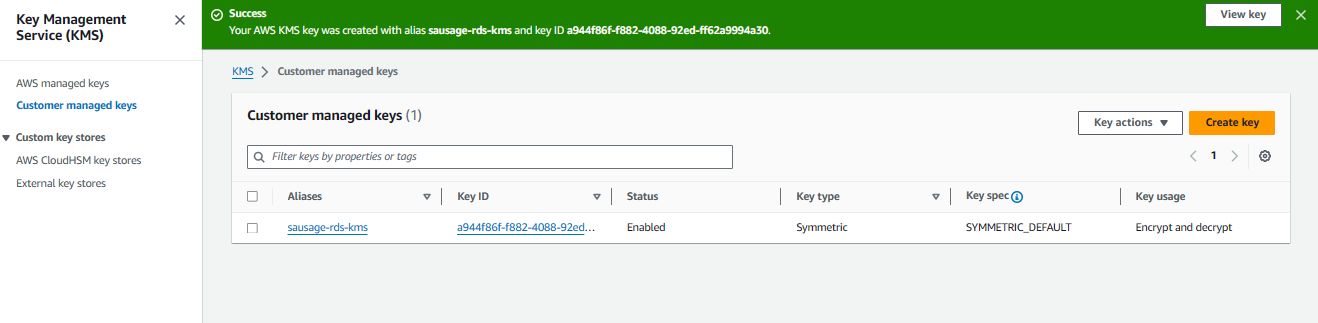 Key Management
Service (KMS)
AWS managed keys
Customer managed keys
Custom key stores
AWS CloudHSM key stores
External key stores
Success
Your AWS KMS key was created with alias sausage-rds-kms and key ID a944f86f-f882-4088-92ed-ff62a9994a30.
View key
KMS > Customer managed keys
Customer managed keys (1)
Key actions
Create key
Filter keys by properties or tags
1
Aliases Key ID Status Key type Key spec Key usage
sausage-rds-kms a944f86f-f882-4088-92ed... Enabled Symmetric SYMMETRIC_DEFAULT Encrypt and decrypt